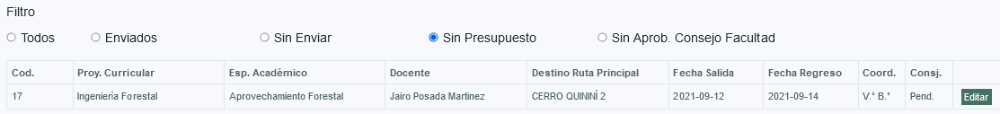 Filtro
Todos Enviados Sin Enviar Sin Presupuesto Sin Aprob. Consejo Facultad
Cod. Proy. Curricular Esp. Académico Docente Destino Ruta Principal Fecha Salida Fecha Regreso Coord. Consj.
17 Ingeniería Forestal Aprovechamiento Forestal Jairo Posada Martinez CERRO QUININÍ 2 2021-09-12 2021-09-14 V.° B.° Pend. Editar